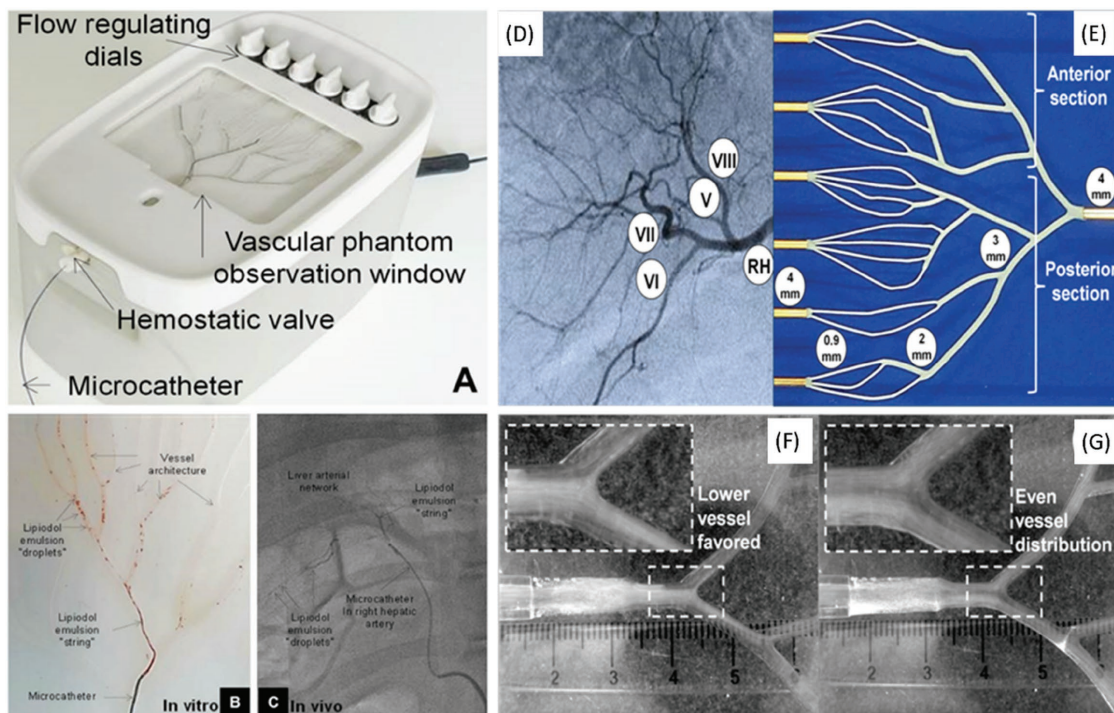 Flow regulating
dials
Vascular phantom
observation window
Hemostatic valve
Microcatheter
A
(D)
VIII
V
VII
VI
RH
(E)
Anterior
section
4
mm
3
mm
Posterior
section
4
mm
0.9
mm
2
mm
Vessel
architecture
Lipiodol
emulsion
"droplets"
Lipiodol emulsion
"string"
Microcatheter
In vitro
B
Liver arterial
network
Lipiodol
emulsion
"string"
Microcatheter
In right hepatic
artery
Lipiodol
emulsion
"droplets"
C
In vivo
(F)
Lower
vessel
favored
2 3 4 5
(G)
Even
vessel
distribution
2 3 4 5